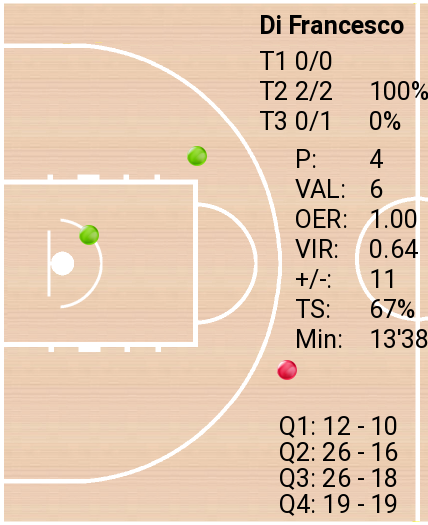 Di Francesco
T1 0/0
T2 2/2 100%
T3 0/1 0%
P: 4
VAL: 6
OER: 1.00
VIR: 0.64
+/-: 11
TS: 67%
Min: 13'38
Q1: 12 - 10
Q2: 26 - 16
Q3: 26 - 18
Q4: 19 - 19